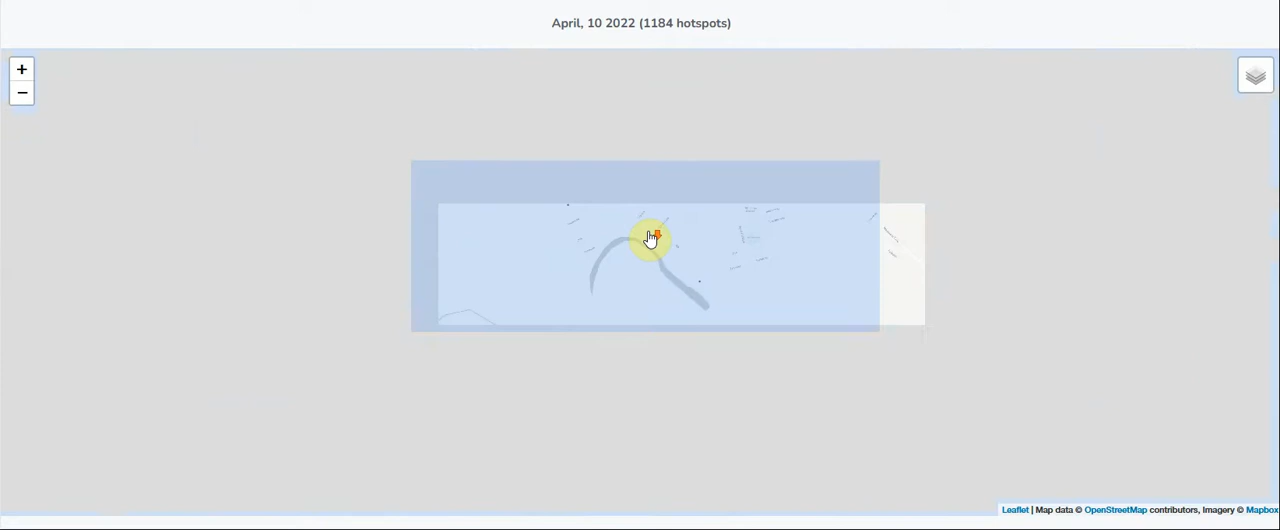 April, 10 2022 (1184 hotspots)
+
−
Leaflet | Map data © OpenStreetMap contributors, Imagery © Mapbox